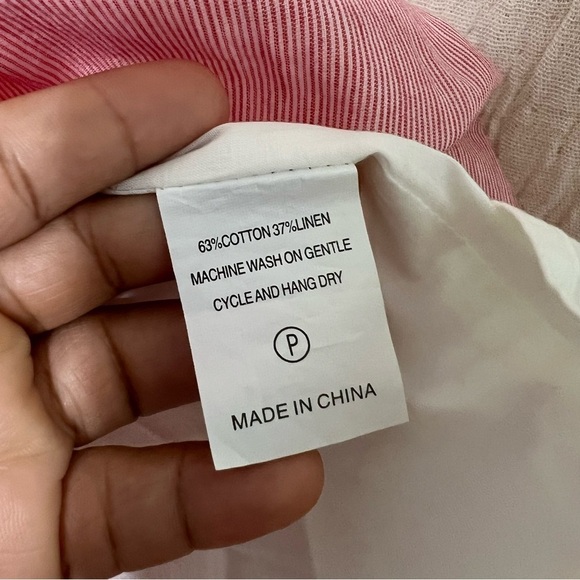 63%COTTON 37%LINEN
MACHINE WASH ON GENTLE
CYCLE AND HANG DRY
P
MADE IN CHINA